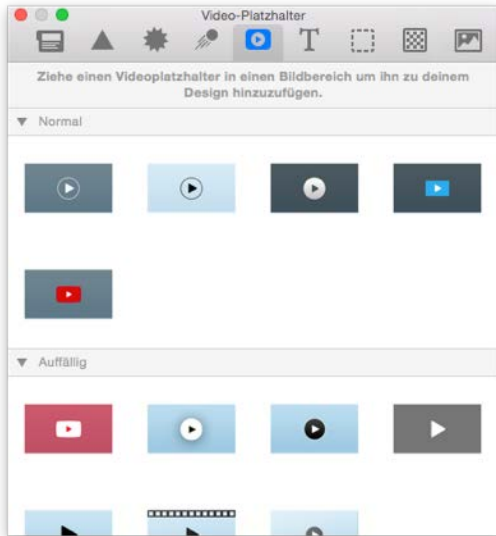 Video-Platzhalter
T
Ziehe einen Videoplatzhalter in einen Bildbereich um ihn zu deinem
Design hinzuzufügen.
Normal
Auffällig